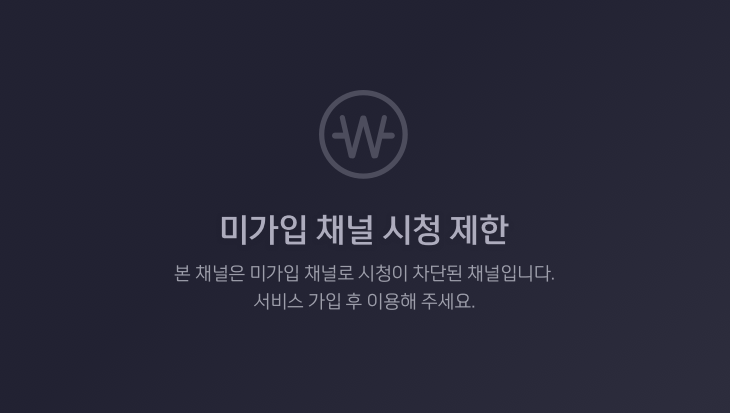 미가입 채널 시청 제한
본 채널은 미가입 채널로 시청이 차단된 채널입니다.
서비스 가입 후 이용해 주세요.